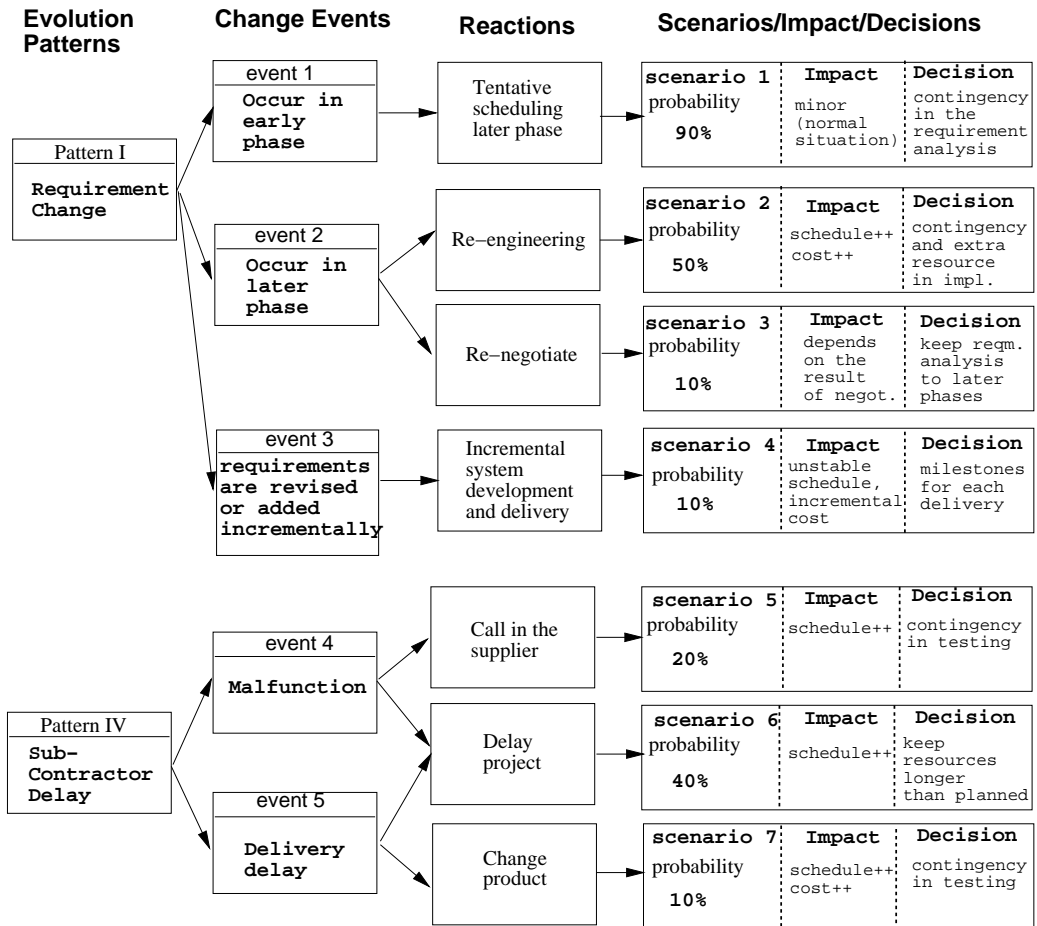 Evolution
Patterns
Change Events
Reactions
Scenarios/Impact/Decisions
Pattern I
Requirement
Change
event 1
Occur in
early
phase
Tentative
scheduling
later phase
scenario 1
probability
90%
Impact
minor
(normal
situation)
Decision
contingency
in the
requirement
analysis
event 2
Occur in
later
phase
Re−engineering
scenario 2
probability
50%
Impact
schedule++
cost++
Decision
contingency
and extra
resource
in impl.
Re−negotiate
scenario 3
probability
10%
Impact
depends
on the
result
of negot.
Decision
keep reqm.
analysis
to later
phases
event 3
requirements
are revised
or added
incrementally
Incremental
system
development
and delivery
scenario 4
probability
10%
Impact
unstable
schedule,
incremental
cost
Decision
milestones
for each
delivery
Pattern IV
Sub−
Contractor
Delay
event 4
Malfunction
Call in the
supplier
scenario 5
probability
20%
Impact
schedule++
Decision
contingency
in testing
Delay
project
scenario 6
probability
40%
Impact
schedule++
Decision
keep
resources
longer
than planned
event 5
Delivery
delay
Change
product
scenario 7
probability
10%
Impact
schedule++
cost++
Decision
contingency
in testing